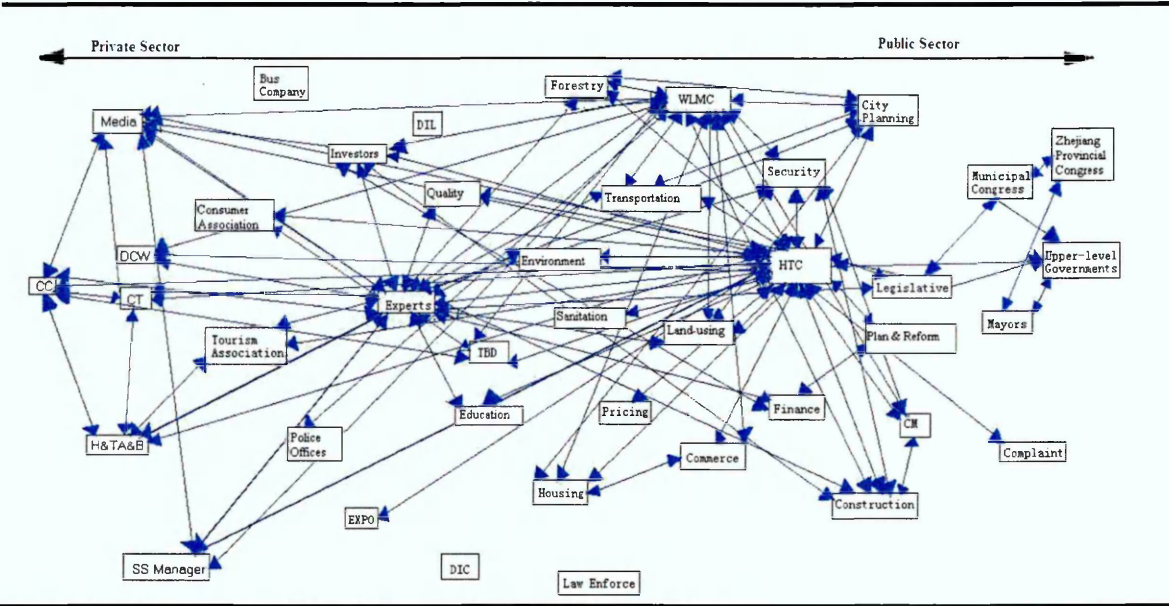 Private Sector
Public Sector
Bus
Company
Forestry
WLMC
City
Planning
Media
DIL
Zhejiang
Provincial
Congress
Investors
Security
Municipal
Congress
Quality
Transportation
Consumer
Association
DCW
Environment
HTC
Upper-level
Governments
CC
CT
Experts
Legislative
Sanitation
Land-using
Mayors
Tourism
Association
TBD
Plan & Reform
Education
Pricing
Finance
Police
Offices
CM
H&TA&B
Commerce
Complaint
Housing
Construction
EXPO
SS Manager
DIC
Law Enforce